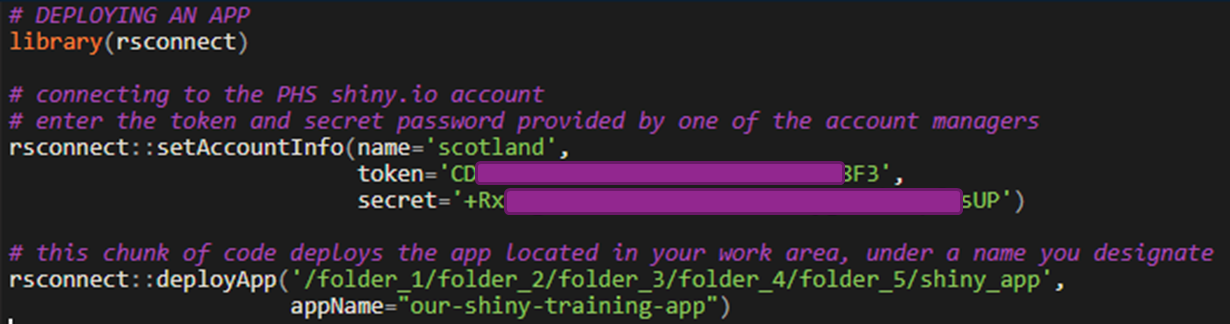 # DEPLOYING AN APP
library(rsconnect)
# connecting to the PHS shiny.io account
# enter the token and secret password provided by one of the account managers
rsconnect::setAccountInfo(name='scotland',
token='CD 8F3',
secret='+Rx sUP')
# this chunk of code deploys the app located in your work area, under a name you designate
rsconnect::deployApp('/folder_1/folder_2/folder_3/folder_4/folder_5/shiny_app',
appName="our-shiny-training-app")